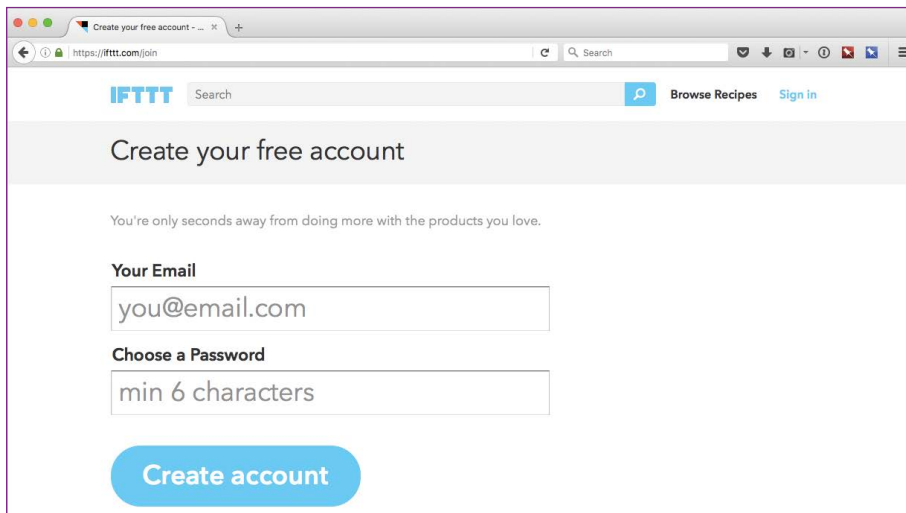 Create your free account - ... × +
https://ifttt.com/join
Search
IFTTT
Search
Browse Recipes
Sign in
Create your free account
You're only seconds away from doing more with the products you love.
Your Email
you@email.com
Choose a Password
min 6 characters
Create account